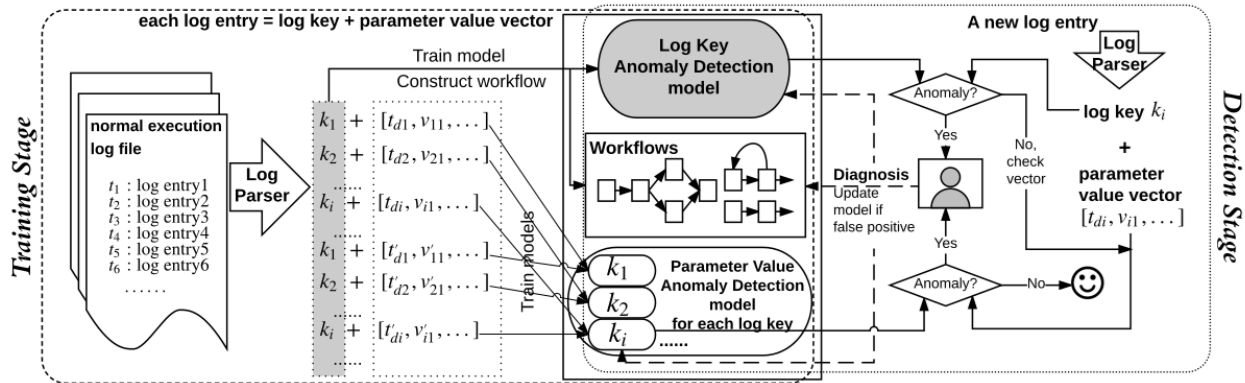 each log entry = log key + parameter value vector
Training Stage
normal execution
log file
t1 : log entry1
t2 : log entry2
t3 : log entry3
t4 : log entry4
t5 : log entry5
t6 : log entry6
......
Log
Parser
k1 + [td1, v11, . . . ]
k2 + [td2, v21, . . . ]
......
ki + [tdi, vi1, . . . ]
......
k1 + [t'd1, v'11, . . . ]
k2 + [t'd2, v'21, . . . ]
......
ki + [t'di, v'i1, . . . ]
......
Train model
Construct workflow
Train models
Log Key
Anomaly Detection
model
Workflows
k1
k2
ki
Parameter Value
Anomaly Detection
model
for each log key
......
Diagnosis
Update
model if
false positive
Anomaly?
Yes
No,
check
vector
Yes
Anomaly?
No
A new log entry
Log
Parser
log key ki
+
parameter
value vector
[tdi, vi1, . . . ]
Detection Stage